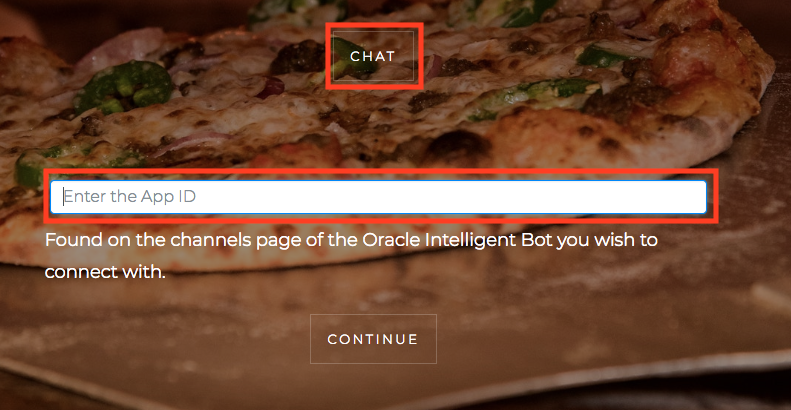 CHAT
Enter the App ID
Found on the channels page of the Oracle Intelligent Bot you wish to
connect with.
CONTINUE